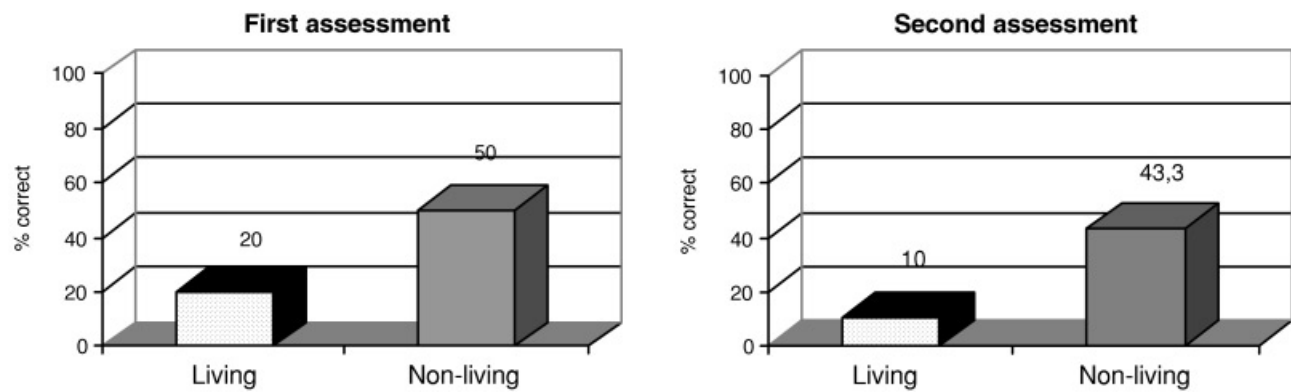 First assessment
100
80
60
40
20
0
% correct
20
50
Living
Non-living
Second assessment
100
80
60
40
20
0
% correct
10
43,3
Living
Non-living